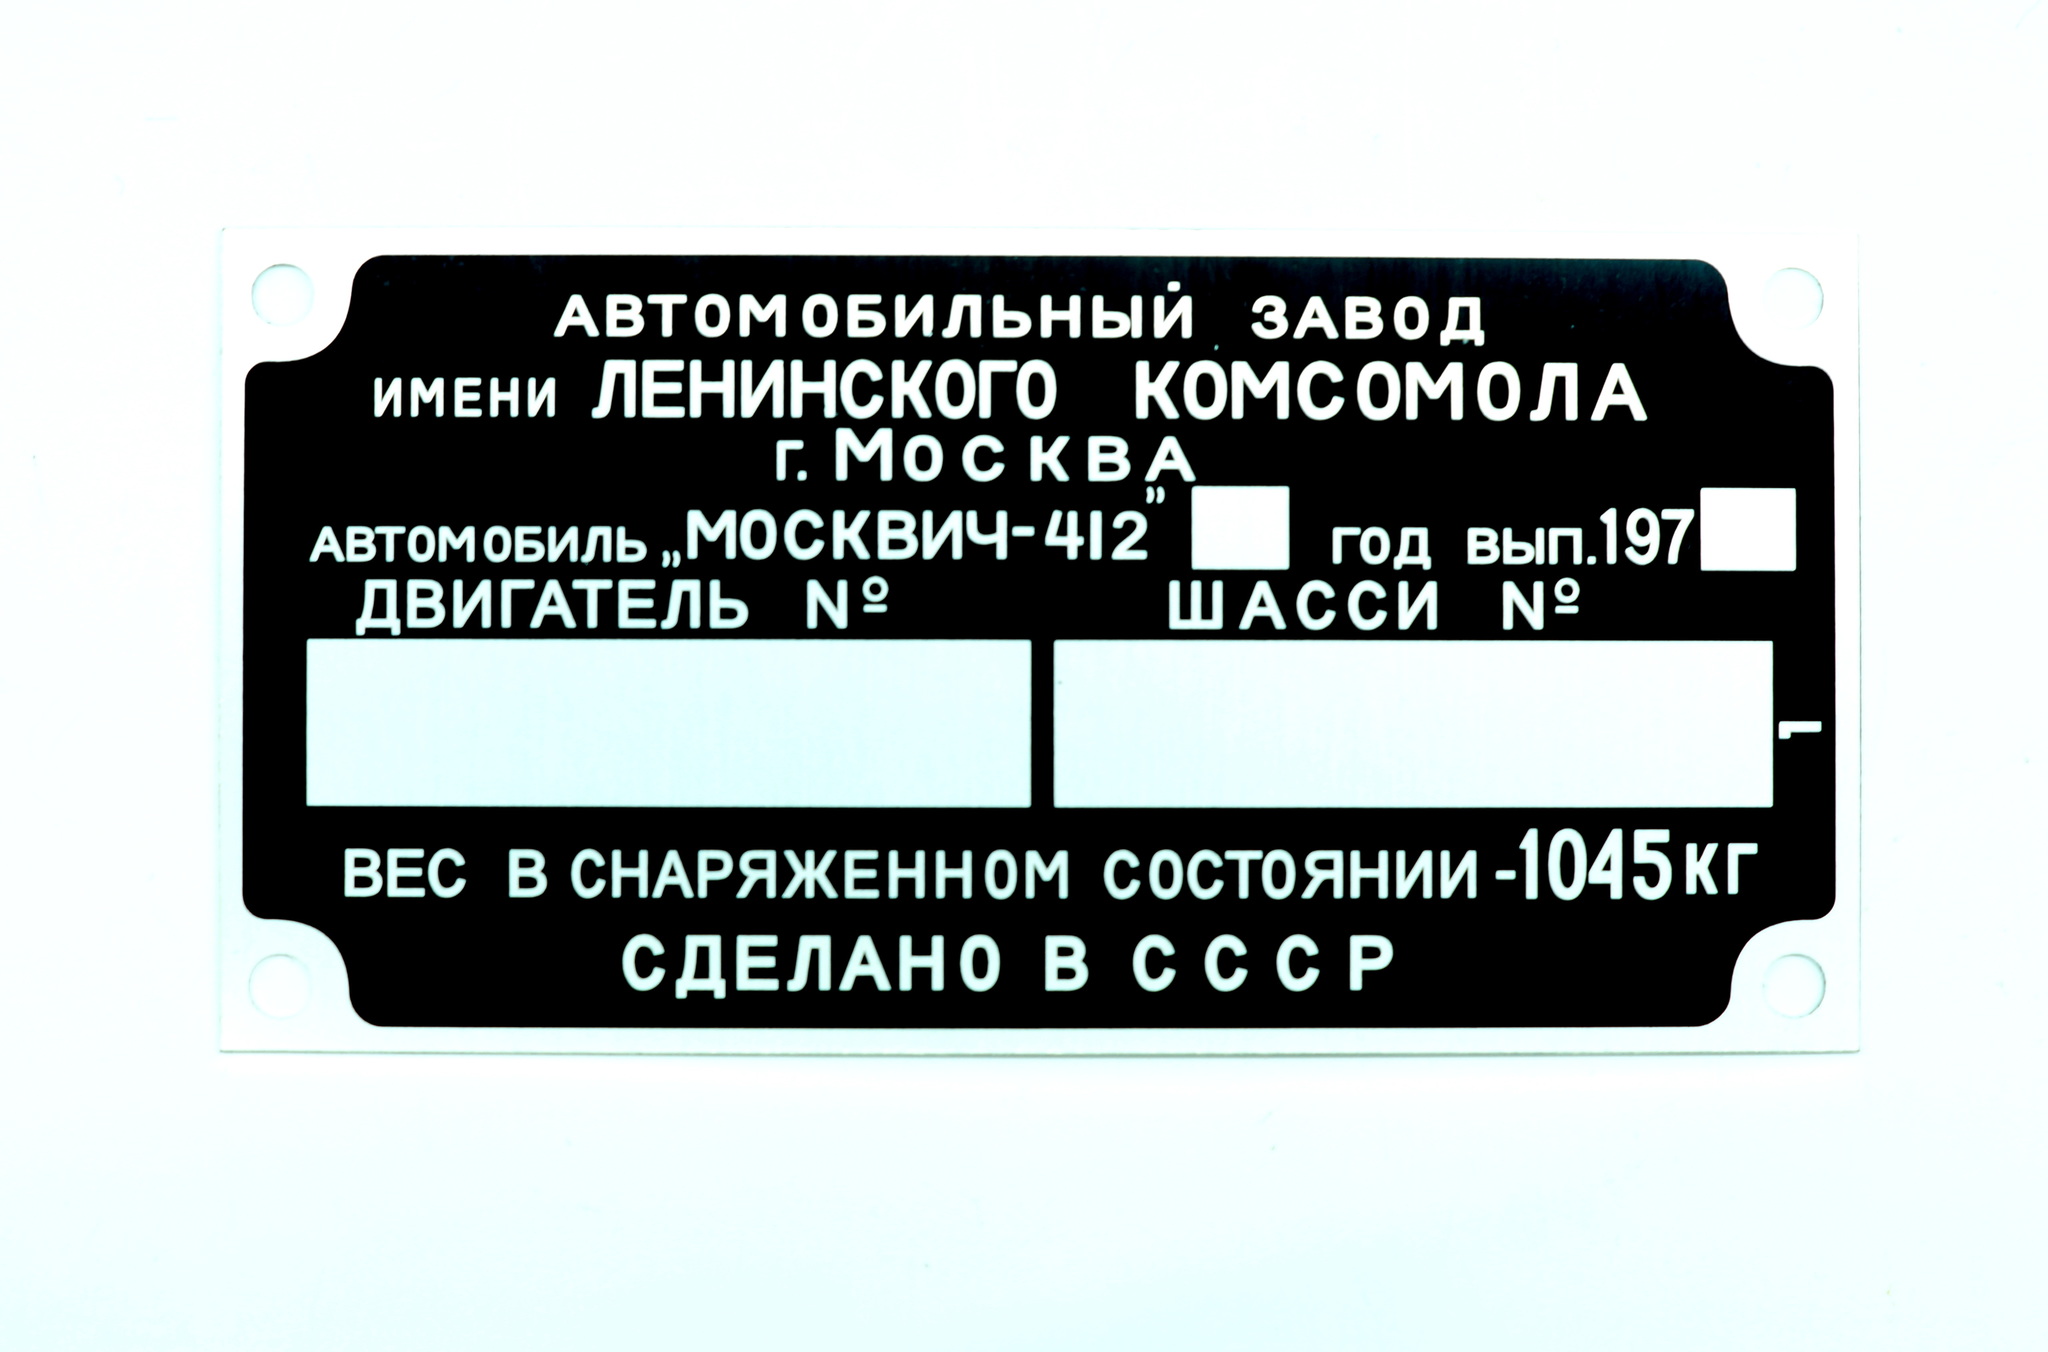 АВТОМОБИЛЬНЫЙ ЗАВОД
ИМЕНИ ЛЕНИНСКОГО КОМСОМОЛА
г. МОСКВА
АВТОМОБИЛЬ „МОСКВИЧ-412” ГОД ВЫП. 197
ДВИГАТЕЛЬ № ШАССИ №
1
ВЕС В СНАРЯЖЕННОМ СОСТОЯНИИ -1045 КГ
СДЕЛАНО В СССР